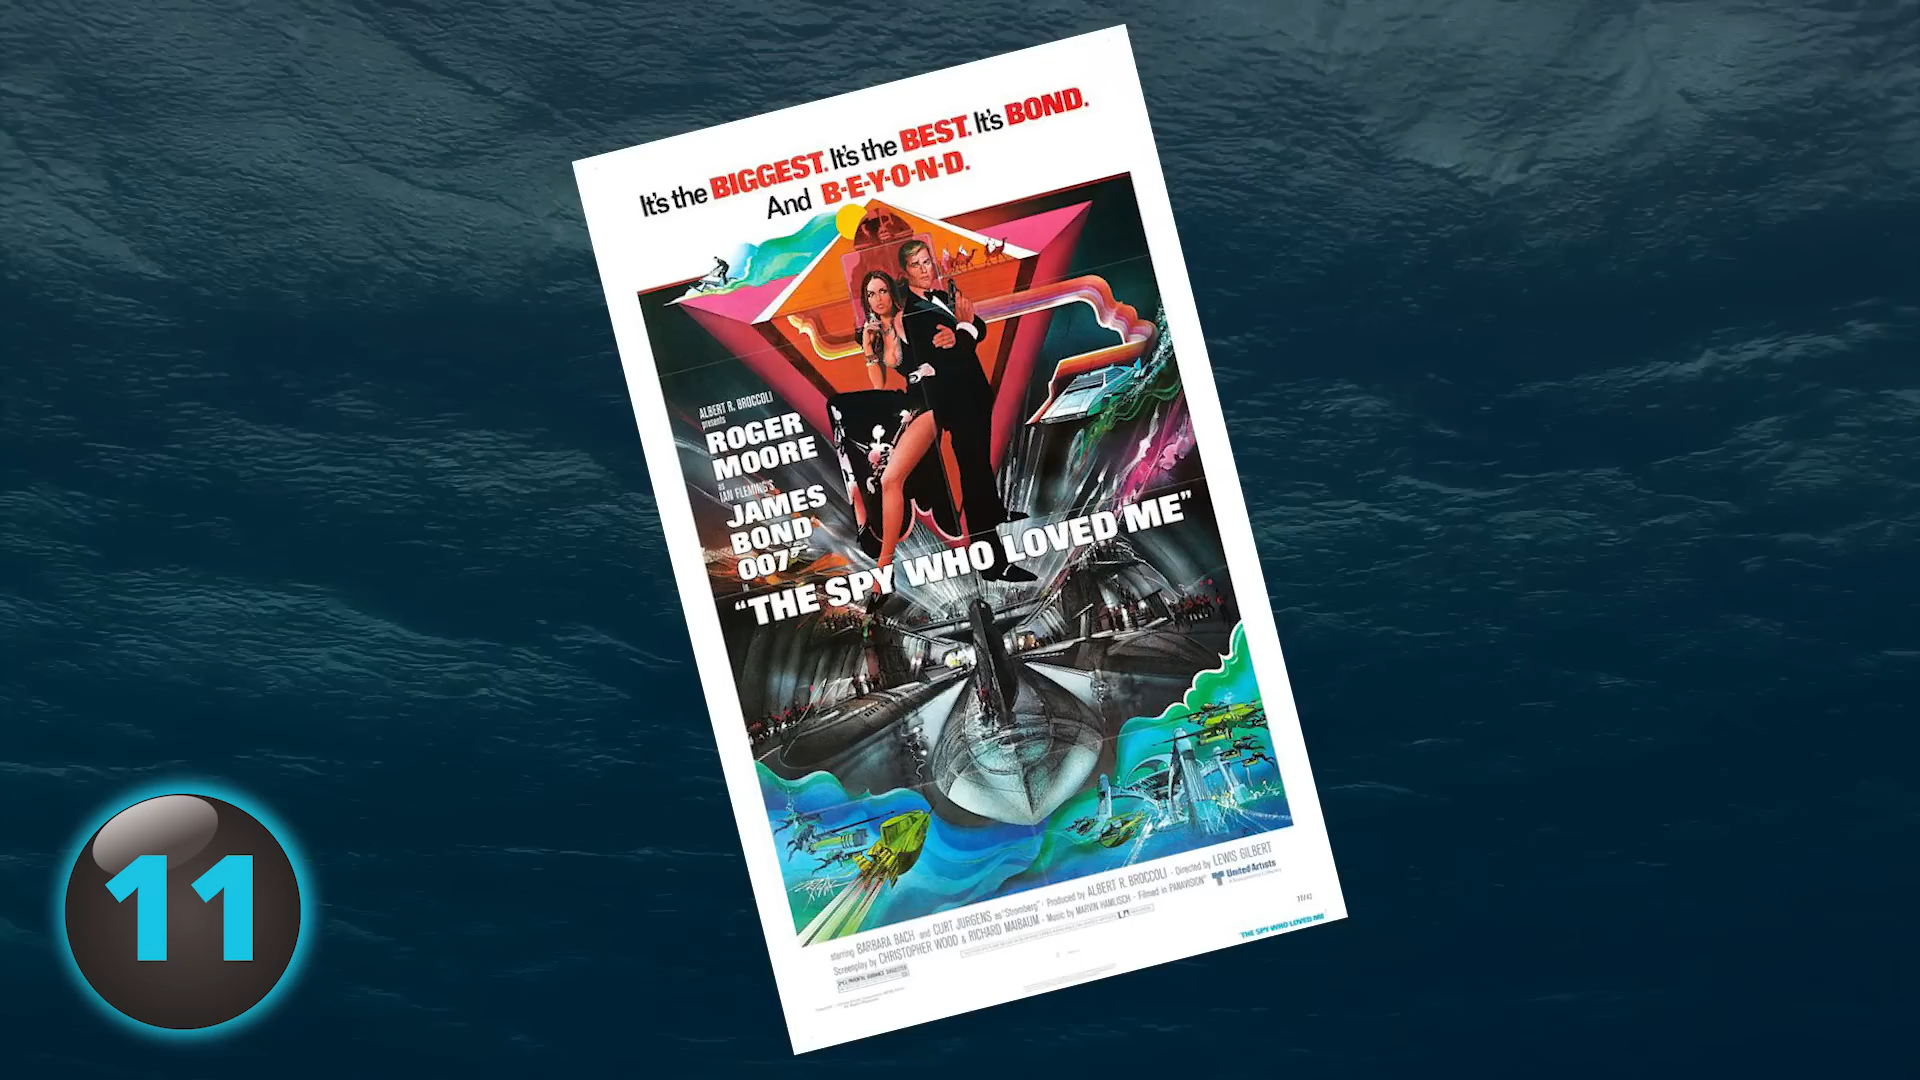 It's the BIGGEST. It's the BEST. It's BOND.
And B-E-Y-O-N-D.
ALBERT R. BROCCOLI
presents
ROGER
MOORE
as
IAN FLEMING'S
JAMES
BOND
007
in
"THE SPY WHO LOVED ME"
starring BARBARA BACH and CURT JURGENS as "Stromberg" · Produced by ALBERT R. BROCCOLI · Directed by LEWIS GILBERT
Screenplay by CHRISTOPHER WOOD & RICHARD MAIBAUM · Music by MARVIN HAMLISCH · Filmed in PANAVISION®
United Artists
"THE SPY WHO LOVED ME"
11